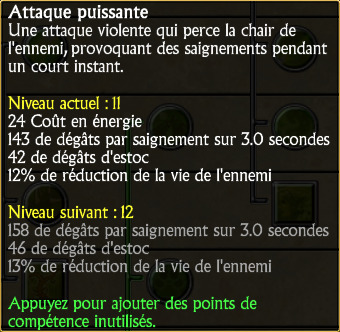 Attaque puissante
Une attaque violente qui perce la chair de
l'ennemi, provoquant des saignements pendant
un court instant.
Niveau actuel : 11
24 Coût en énergie
143 de dégâts par saignement sur 3.0 secondes
42 de dégâts d'estoc
12% de réduction de la vie de l'ennemi
Niveau suivant : 12
158 de dégâts par saignement sur 3.0 secondes
46 de dégâts d'estoc
13% de réduction de la vie de l'ennemi
Appuyez pour ajouter des points de
compétence inutilisés.